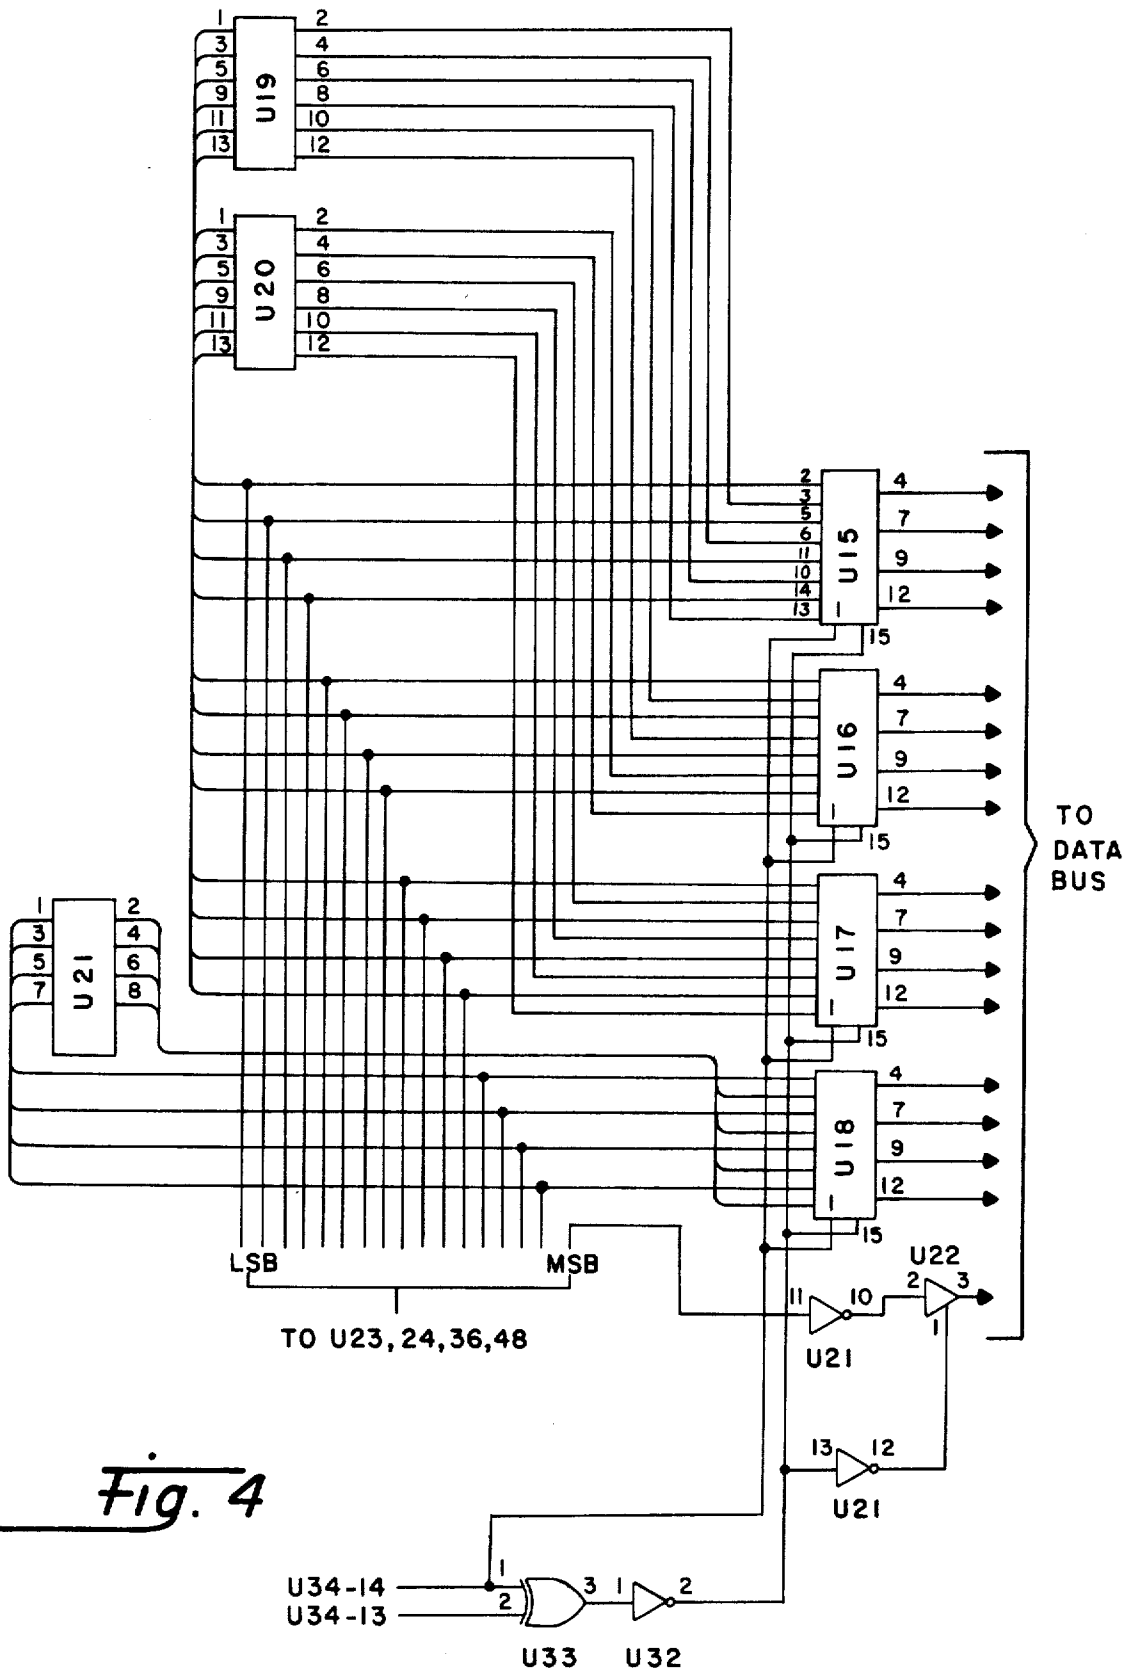 1 2
3 4
5 6
9 8
11 10
13 12
U19
1 2
3 4
5 6
9 8
11 10
13 12
U20
2
3
5
6
11
10
14
13
U15
4
7
9
12
1
15
U16
4
7
9
12
1
15
TO
DATA
BUS
U17
4
7
9
12
1
15
1 2
3 4
5 6
7 8
U21
U18
4
7
9
12
1
15
LSB MSB
TO U23, 24, 36, 48
11 10
U21
U22
2 3
1
13 12
U21
Fig. 4
U34-14 1
U34-13 2
3 1 2
U33 U32